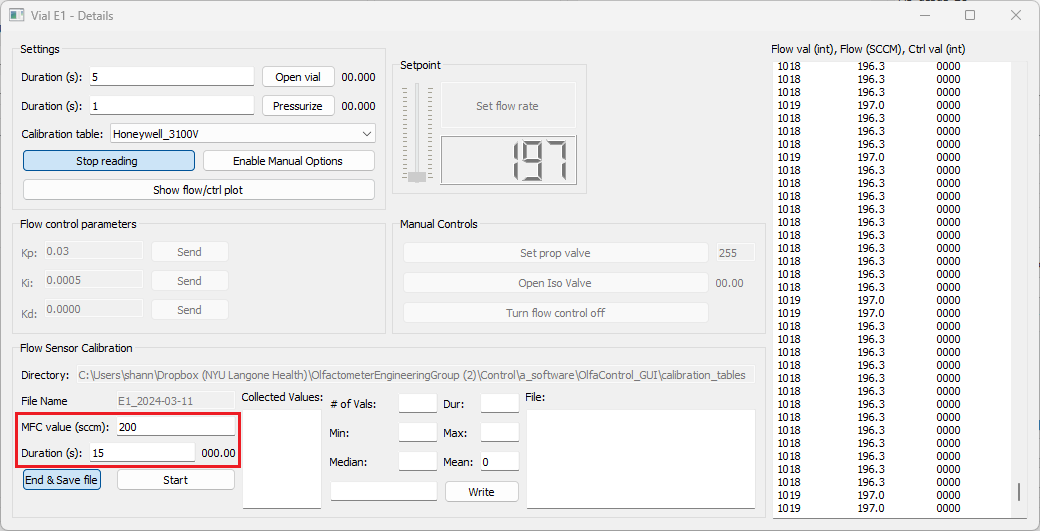 Vial E1 - Details
Settings
Duration (s): 5 Open vial 00.000
Duration (s): 1 Pressurize 00.000
Calibration table: Honeywell_3100V
Stop reading Enable Manual Options
Show flow/ctrl plot
Setpoint
Set flow rate
197
Flow control parameters
Kp: 0.03 Send
Ki: 0.0005 Send
Kd: 0.0000 Send
Manual Controls
Set prop valve 255
Open Iso Valve 00.00
Turn flow control off
Flow Sensor Calibration
Directory: C:\Users\shann\Dropbox (NYU Langone Health)\OlfactometerEngineeringGroup (2)\Control\a_software\OlfaControl_GUI\calibration_tables
File Name E1_2024-03-11
MFC value (sccm): 200
Duration (s): 15 000.00
End & Save file Start
Collected Values:
# of Vals: Dur:
Min: Max:
Median: Mean: 0
Write
File:
Flow val (int), Flow (SCCM), Ctrl val (int)
1018 196.3 0000
1018 196.3 0000
1018 196.3 0000
1019 197.0 0000
1018 196.3 0000
1018 196.3 0000
1018 196.3 0000
1019 197.0 0000
1018 196.3 0000
1018 196.3 0000
1018 196.3 0000
1018 196.3 0000
1018 196.3 0000
1018 196.3 0000
1018 196.3 0000
1018 196.3 0000
1018 196.3 0000
1018 196.3 0000
1019 197.0 0000
1019 197.0 0000
1018 196.3 0000
1018 196.3 0000
1018 196.3 0000
1018 196.3 0000
1018 196.3 0000
1018 196.3 0000
1018 196.3 0000
1018 196.3 0000
1018 196.3 0000
1018 196.3 0000
1018 196.3 0000
1018 196.3 0000
1018 196.3 0000
1019 197.0 0000
1019 197.0 0000